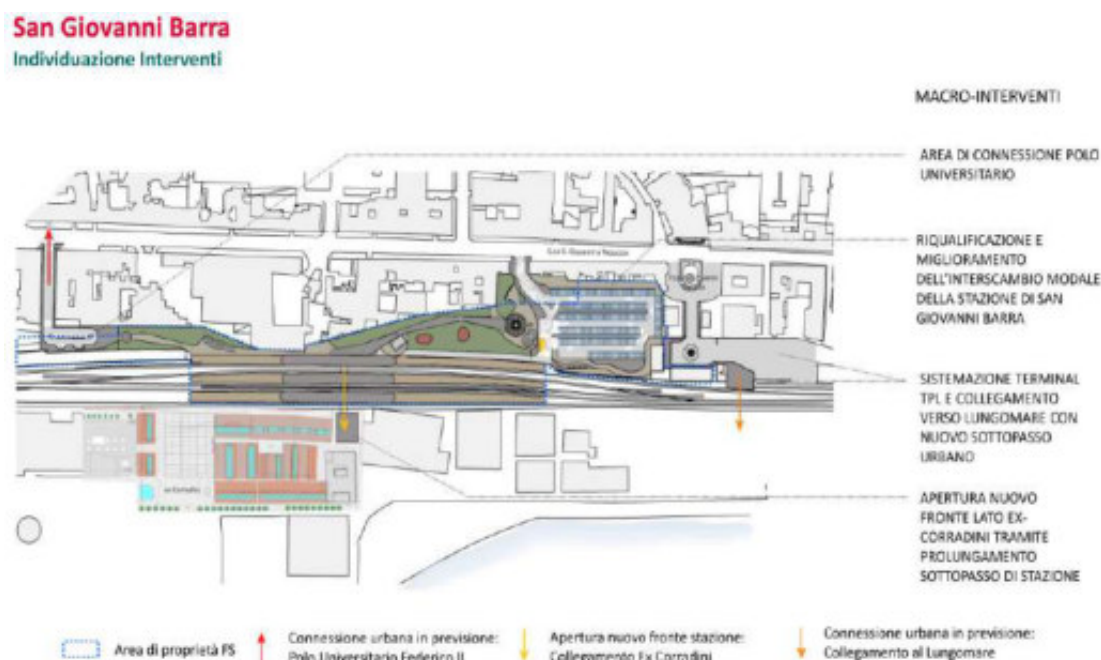 San Giovanni Barra
Individuazione Interventi
MACRO-INTERVENTI
AREA DI CONNESSIONE POLO
UNIVERSITARIO
RIQUALIFICAZIONE E
MIGLIORAMENTO
DELL'INTERSCAMBIO MODALE
DELLA STAZIONE DI SAN
GIOVANNI BARRA
SISTEMAZIONE TERMINAL
TPL E COLLEGAMENTO
VERSO LUNGOMARE CON
NUOVO SOTTOPASSO
URBANO
APERTURA NUOVO
FRONTE LATO EX-
CORRADINI TRAMITE
PROLUNGAMENTO
SOTTOPASSO DI STAZIONE
ex Corradini
Area di proprietà FS
Connessione urbana in previsione:
Polo Universitario Federico II
Apertura nuovo fronte stazione:
Collegamento Ex Corradini
Connessione urbana in previsione:
Collegamento al Lungomare